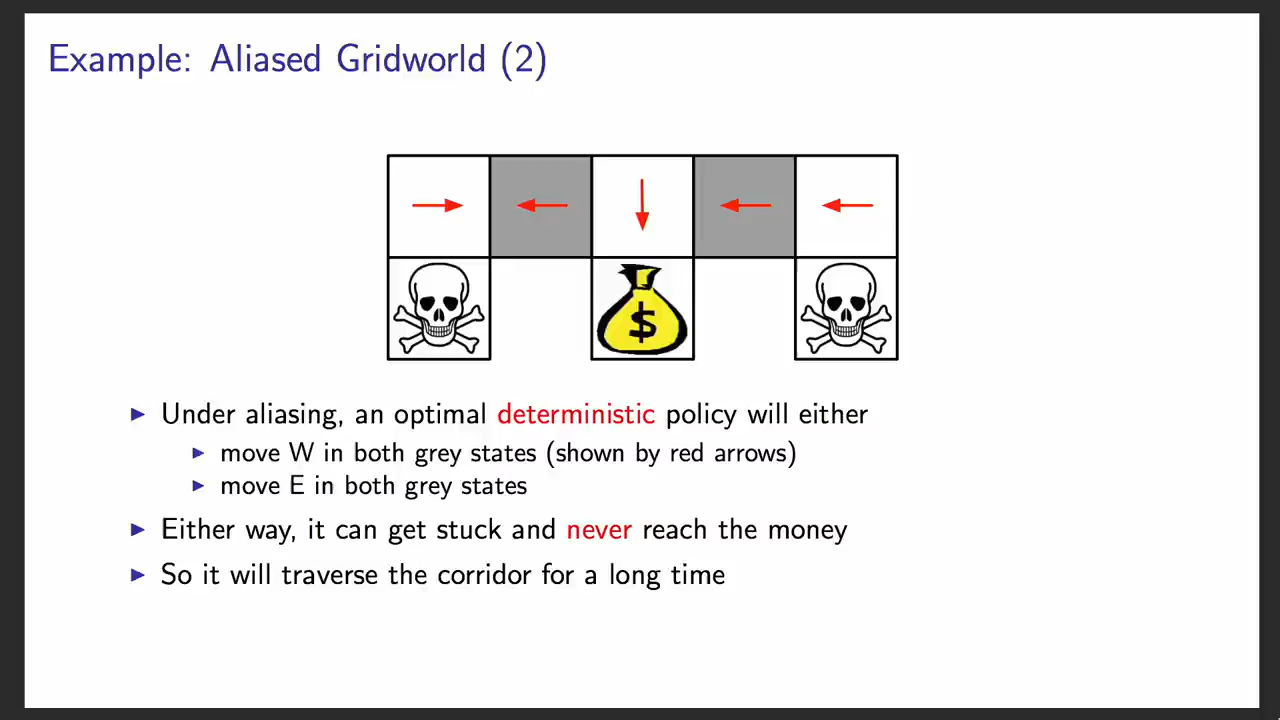 Example: Aliased Gridworld (2)
$
Under aliasing, an optimal deterministic policy will either
move W in both grey states (shown by red arrows)
move E in both grey states
Either way, it can get stuck and never reach the money
So it will traverse the corridor for a long time